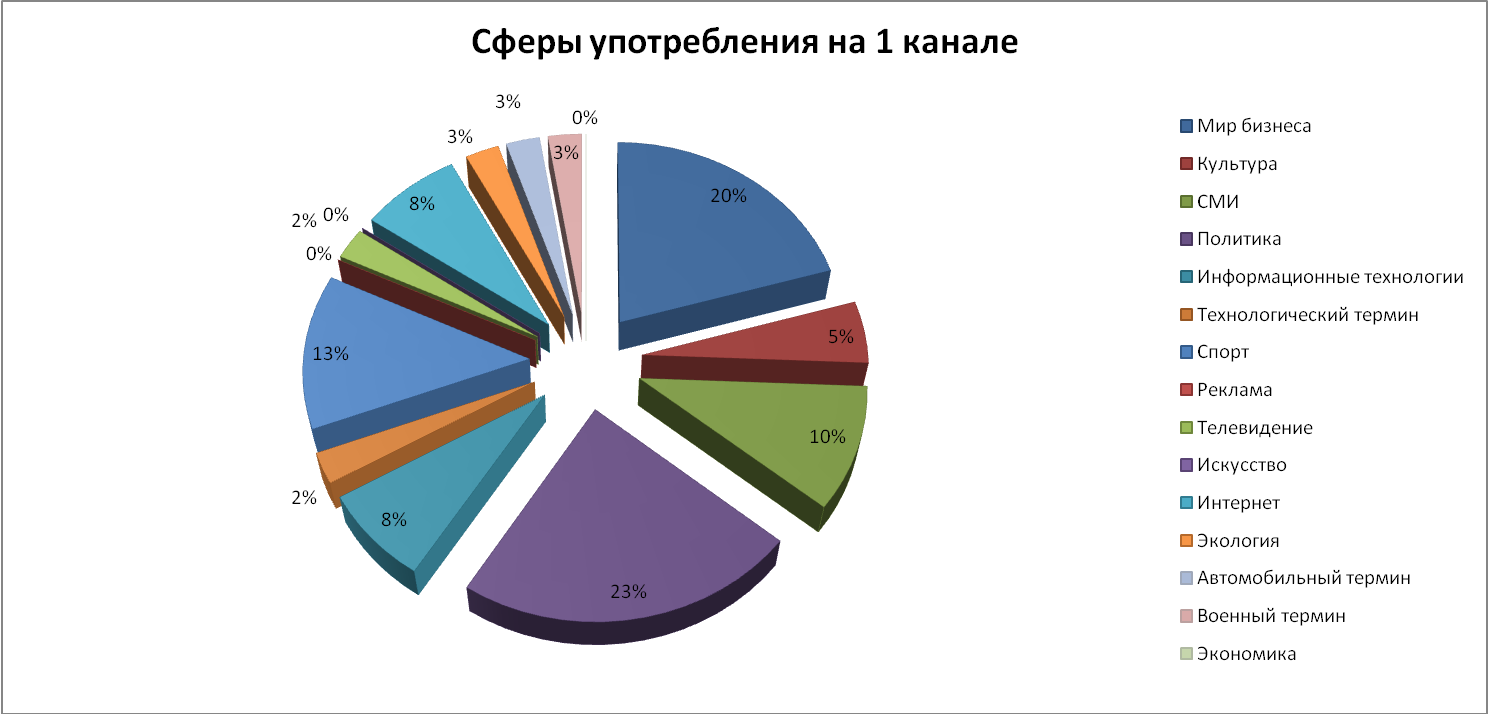 Сферы употребления на 1 канале
20%
5%
10%
23%
8%
2%
13%
0%
2%
0%
8%
3%
3%
3%
0%
Мир бизнеса
Культура
СМИ
Политика
Информационные технологии
Технологический термин
Спорт
Реклама
Телевидение
Искусство
Интернет
Экология
Автомобильный термин
Военный термин
Экономика